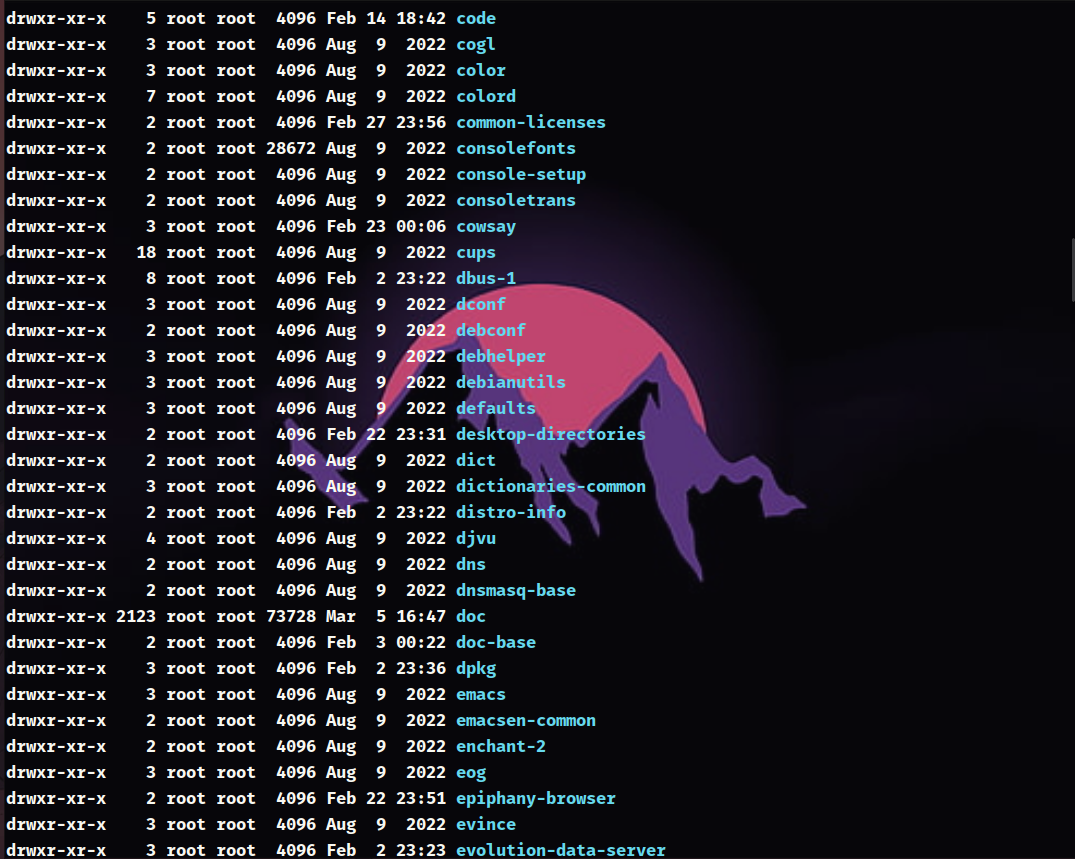 drwxr-xr-x    5 root root  4096 Feb 14 18:42 code
drwxr-xr-x    3 root root  4096 Aug  9  2022 cogl
drwxr-xr-x    3 root root  4096 Aug  9  2022 color
drwxr-xr-x    7 root root  4096 Aug  9  2022 colord
drwxr-xr-x    2 root root  4096 Feb 27 23:56 common-licenses
drwxr-xr-x    2 root root 28672 Aug  9  2022 consolefonts
drwxr-xr-x    2 root root  4096 Aug  9  2022 console-setup
drwxr-xr-x    2 root root  4096 Aug  9  2022 consoletrans
drwxr-xr-x    3 root root  4096 Feb 23 00:06 cowsay
drwxr-xr-x   18 root root  4096 Aug  9  2022 cups
drwxr-xr-x    8 root root  4096 Feb  2 23:22 dbus-1
drwxr-xr-x    3 root root  4096 Aug  9  2022 dconf
drwxr-xr-x    2 root root  4096 Aug  9  2022 debconf
drwxr-xr-x    3 root root  4096 Aug  9  2022 debhelper
drwxr-xr-x    3 root root  4096 Aug  9  2022 debianutils
drwxr-xr-x    3 root root  4096 Aug  9  2022 defaults
drwxr-xr-x    2 root root  4096 Feb 22 23:31 desktop-directories
drwxr-xr-x    2 root root  4096 Aug  9  2022 dict
drwxr-xr-x    3 root root  4096 Aug  9  2022 dictionaries-common
drwxr-xr-x    2 root root  4096 Feb  2 23:22 distro-info
drwxr-xr-x    4 root root  4096 Aug  9  2022 djvu
drwxr-xr-x    2 root root  4096 Aug  9  2022 dns
drwxr-xr-x    2 root root  4096 Aug  9  2022 dnsmasq-base
drwxr-xr-x 2123 root root 73728 Mar  5 16:47 doc
drwxr-xr-x    2 root root  4096 Feb  3 00:22 doc-base
drwxr-xr-x    3 root root  4096 Feb  2 23:36 dpkg
drwxr-xr-x    3 root root  4096 Aug  9  2022 emacs
drwxr-xr-x    2 root root  4096 Aug  9  2022 emacsen-common
drwxr-xr-x    2 root root  4096 Aug  9  2022 enchant-2
drwxr-xr-x    3 root root  4096 Aug  9  2022 eog
drwxr-xr-x    2 root root  4096 Feb 22 23:51 epiphany-browser
drwxr-xr-x    3 root root  4096 Aug  9  2022 evince
drwxr-xr-x    3 root root  4096 Feb  2 23:23 evolution-data-server